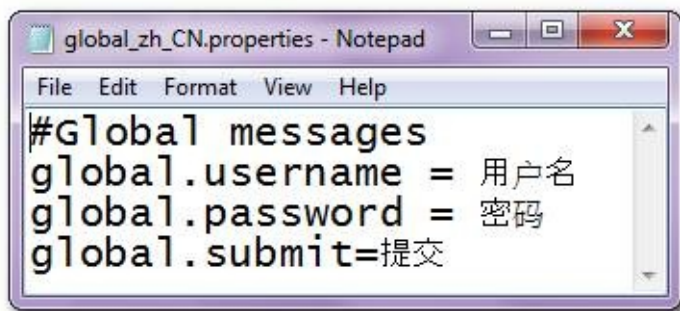 global_zh_CN.properties - Notepad
File Edit Format View Help
#Global messages
global.username = 用户名
global.password = 密码
global.submit=提交